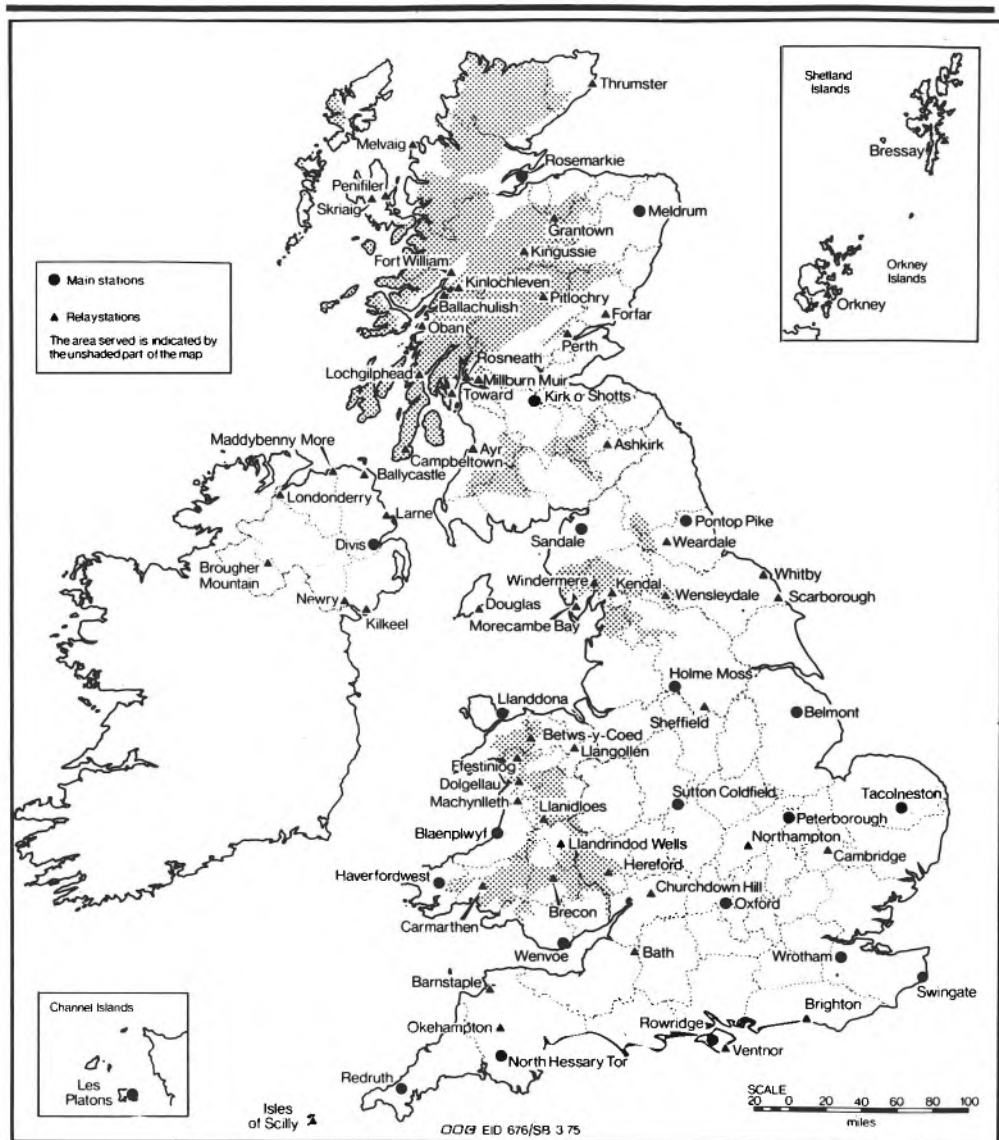 Shetland
Islands
Bressay
Orkney
Islands
Orkney
Thrumster
Melvaig
Rosemarkie
Penifiler
Skriaig
Meldrum
Grantown
Kingussie
Fort William
● Main stations
▲ Relay stations
The area served is indicated by
the unshaded part of the map
Kinlochleven
Pitlochry
Ballachulish
Forfar
Oban
Perth
Rosneath
Lochgilphead
Millburn Muir
Toward
Kirk o' Shotts
Maddybenny More
Ashkirk
Ayr
Campbeltown
Ballycastle
Londonderry
Larne
Pontop Pike
Divis
Sandale
Weardale
Brougher
Mountain
Windermere
Kendal
Whitby
Newry
Douglas
Wensleydale
Scarborough
Kilkeel
Morecambe Bay
Holme Moss
Llanddona
Sheffield
Belmont
Betws-y-Coed
Llangollen
Ffestiniog
Dolgellau
Machynlleth
Sutton Coldfield
Tacolneston
Llanidloes
Peterborough
Blaenplwyf
Northampton
Llandrindod Wells
Cambridge
Hereford
Haverfordwest
Churchdown Hill
Oxford
Brecon
Carmarthen
Wenvoe
Bath
Wrotham
Swingate
Barnstaple
Channel Islands
Brighton
Okehampton
Rowridge
Ventnor
North Hessary Tor
Les
Platons
Redruth
SCALE
20 0 20 40 60 80 100
miles
Isles
of Scilly
BBC EID 676/SB 3 75